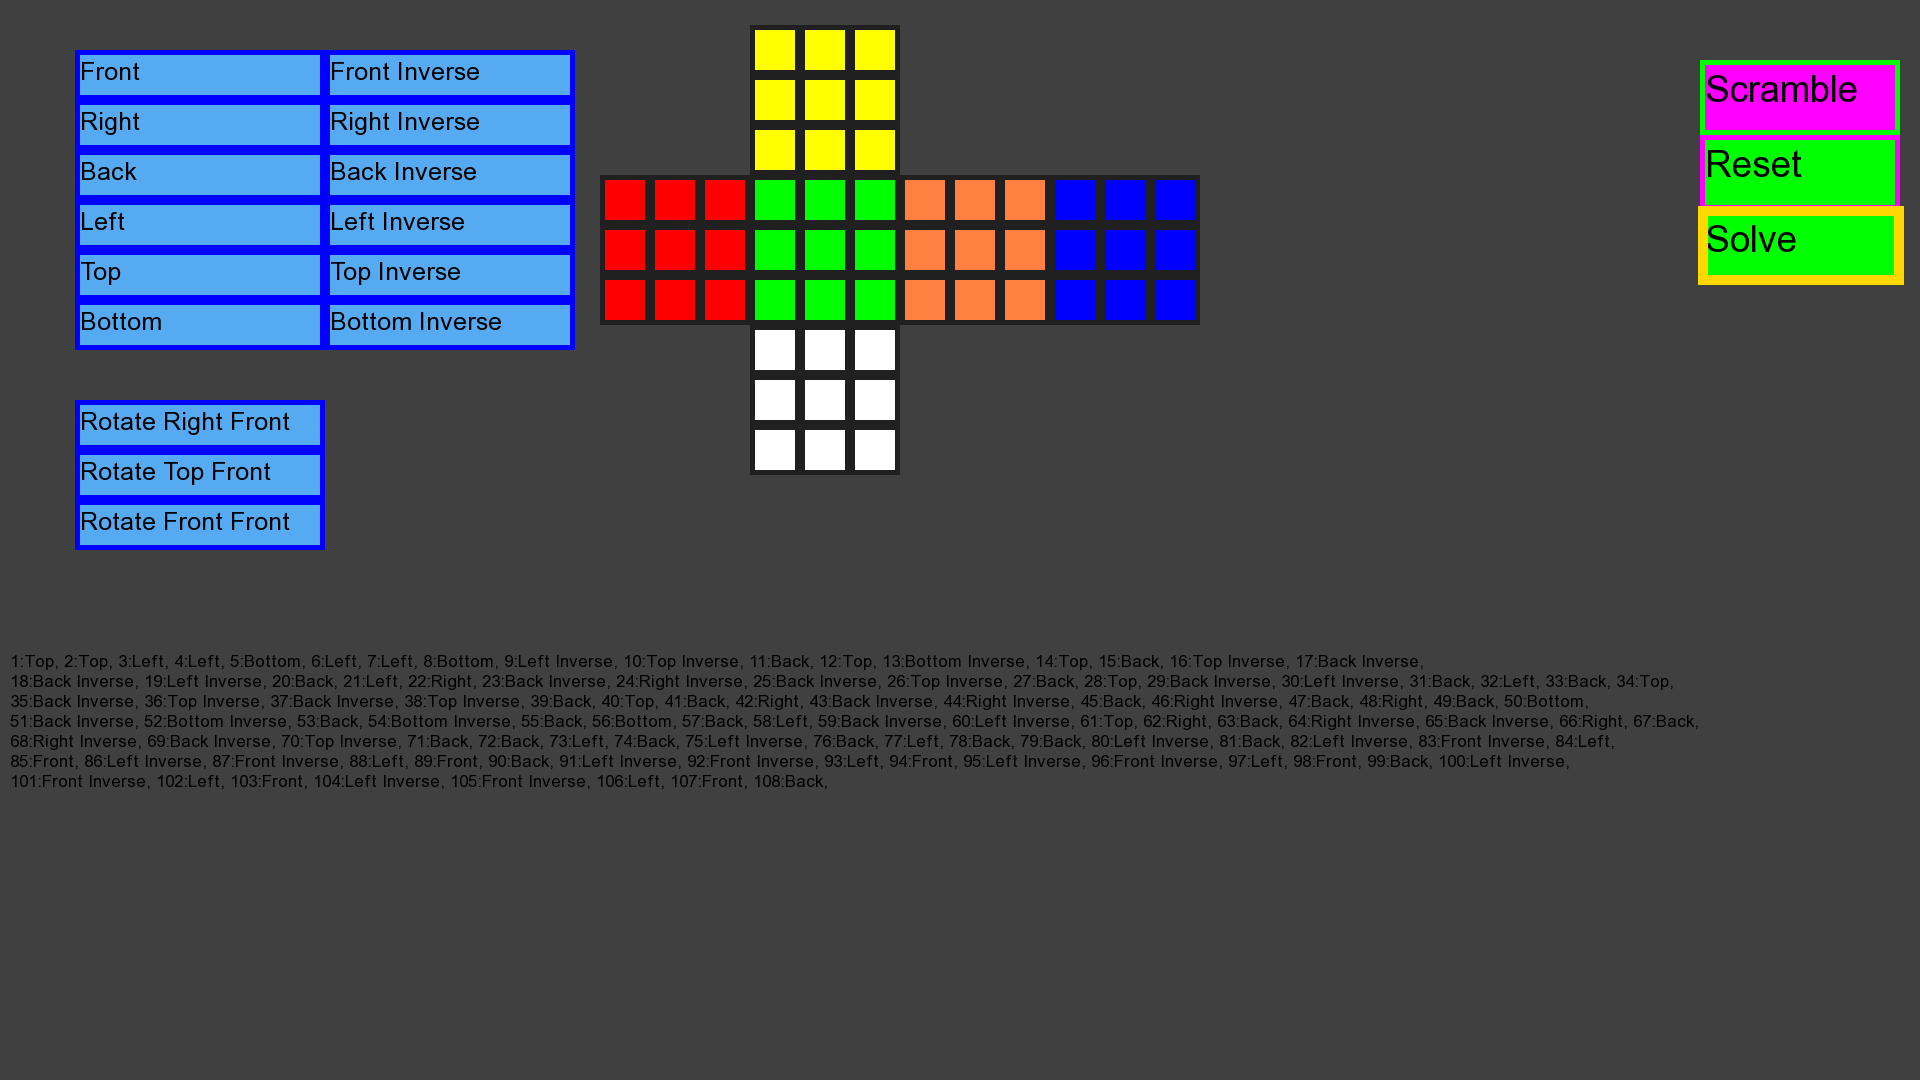 Front
Front Inverse
Right
Right Inverse
Back
Back Inverse
Left
Left Inverse
Top
Top Inverse
Bottom
Bottom Inverse
Rotate Right Front
Rotate Top Front
Rotate Front Front
Scramble
Reset
Solve
1:Top, 2:Top, 3:Left, 4:Left, 5:Bottom, 6:Left, 7:Left, 8:Bottom, 9:Left Inverse, 10:Top Inverse, 11:Back, 12:Top, 13:Bottom Inverse, 14:Top, 15:Back, 16:Top Inverse, 17:Back Inverse,
18:Back Inverse, 19:Left Inverse, 20:Back, 21:Left, 22:Right, 23:Back Inverse, 24:Right Inverse, 25:Back Inverse, 26:Top Inverse, 27:Back, 28:Top, 29:Back Inverse, 30:Left Inverse, 31:Back, 32:Left, 33:Back, 34:Top,
35:Back Inverse, 36:Top Inverse, 37:Back Inverse, 38:Top Inverse, 39:Back, 40:Top, 41:Back, 42:Right, 43:Back Inverse, 44:Right Inverse, 45:Back, 46:Right Inverse, 47:Back, 48:Right, 49:Back, 50:Bottom,
51:Back Inverse, 52:Bottom Inverse, 53:Back, 54:Bottom Inverse, 55:Back, 56:Bottom, 57:Back, 58:Left, 59:Back Inverse, 60:Left Inverse, 61:Top, 62:Right, 63:Back, 64:Right Inverse, 65:Back Inverse, 66:Right, 67:Back,
68:Right Inverse, 69:Back Inverse, 70:Top Inverse, 71:Back, 72:Back, 73:Left, 74:Back, 75:Left Inverse, 76:Back, 77:Left, 78:Back, 79:Back, 80:Left Inverse, 81:Back, 82:Left Inverse, 83:Front Inverse, 84:Left,
85:Front, 86:Left Inverse, 87:Front Inverse, 88:Left, 89:Front, 90:Back, 91:Left Inverse, 92:Front Inverse, 93:Left, 94:Front, 95:Left Inverse, 96:Front Inverse, 97:Left, 98:Front, 99:Back, 100:Left Inverse,
101:Front Inverse, 102:Left, 103:Front, 104:Left Inverse, 105:Front Inverse, 106:Left, 107:Front, 108:Back,